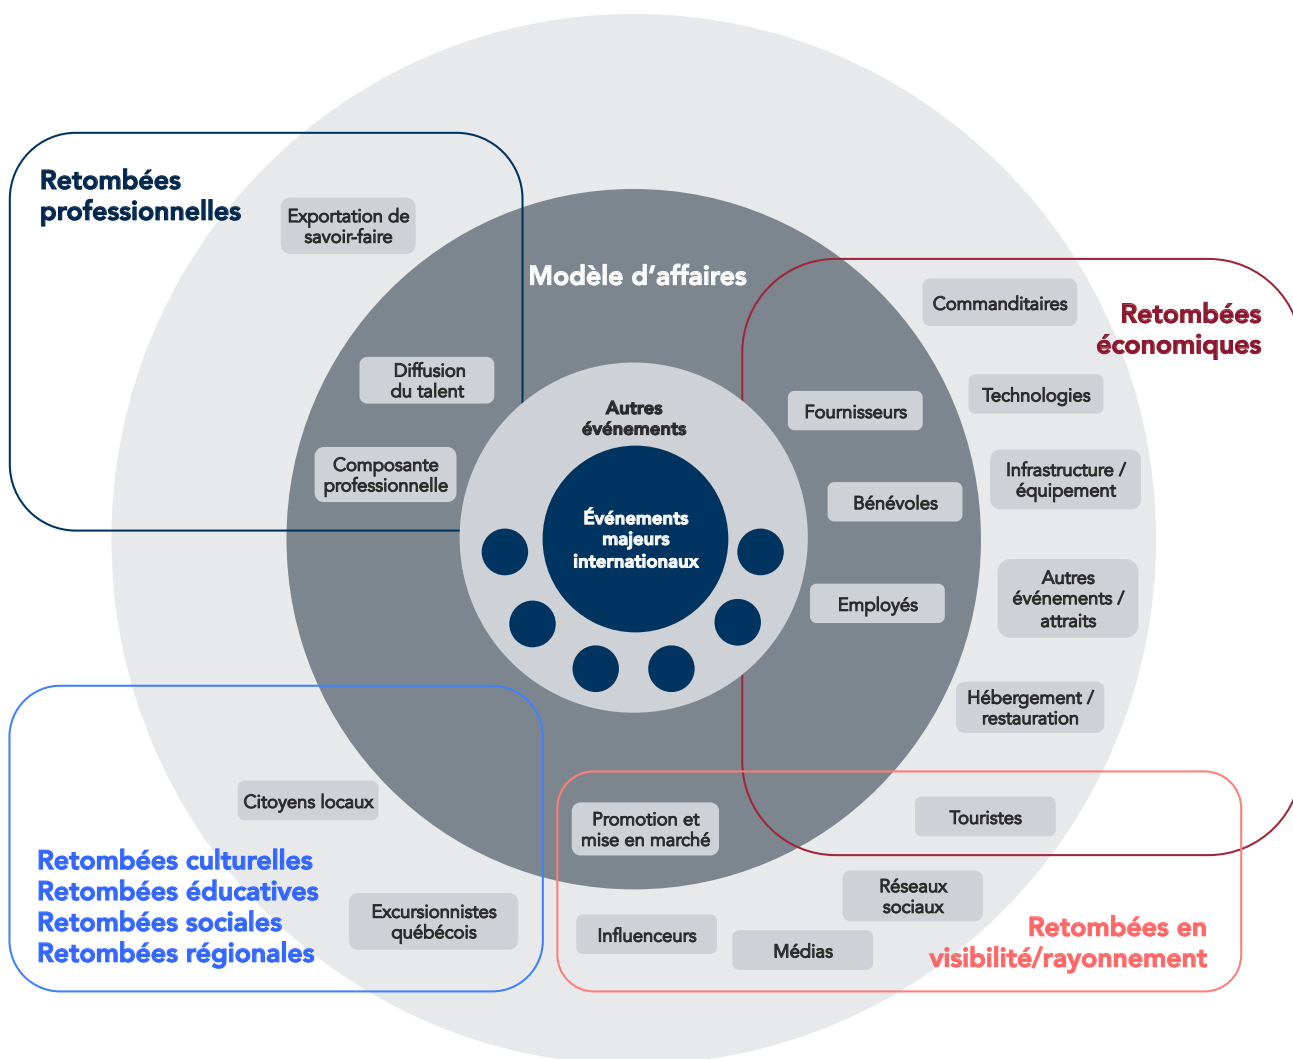 Retombées
professionnelles
Exportation de
savoir-faire
Modèle d’affaires
Diffusion
du talent
Composante
professionnelle
Autres
événements
Événements
majeurs
internationaux
Retombées
économiques
Commanditaires
Technologies
Fournisseurs
Infrastructure /
équipement
Bénévoles
Autres
événements /
attraits
Employés
Hébergement /
restauration
Citoyens locaux
Retombées culturelles
Retombées éducatives
Retombées sociales
Retombées régionales
Excursionnistes
québécois
Promotion et
mise en marché
Touristes
Réseaux
sociaux
Influenceurs
Médias
Retombées en
visibilité/rayonnement